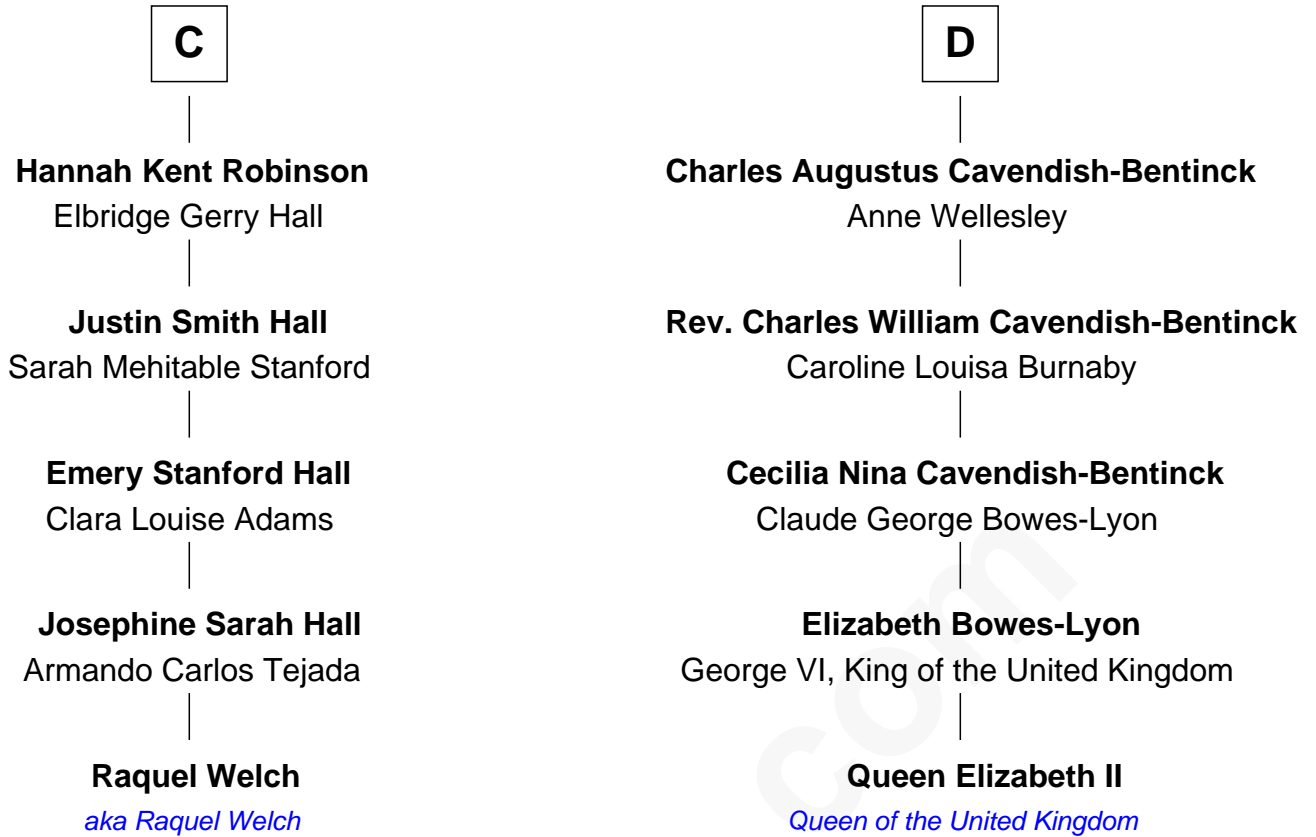 C
Hannah Kent Robinson
Elbridge Gerry Hall
Justin Smith Hall
Sarah Mehitable Stanford
Emery Stanford Hall
Clara Louise Adams
Josephine Sarah Hall
Armando Carlos Tejada
Raquel Welch
aka Raquel Welch
D
Charles Augustus Cavendish-Bentinck
Anne Wellesley
Rev. Charles William Cavendish-Bentinck
Caroline Louisa Burnaby
Cecilia Nina Cavendish-Bentinck
Claude George Bowes-Lyon
Elizabeth Bowes-Lyon
George VI, King of the United Kingdom
Queen Elizabeth II
Queen of the United Kingdom
com